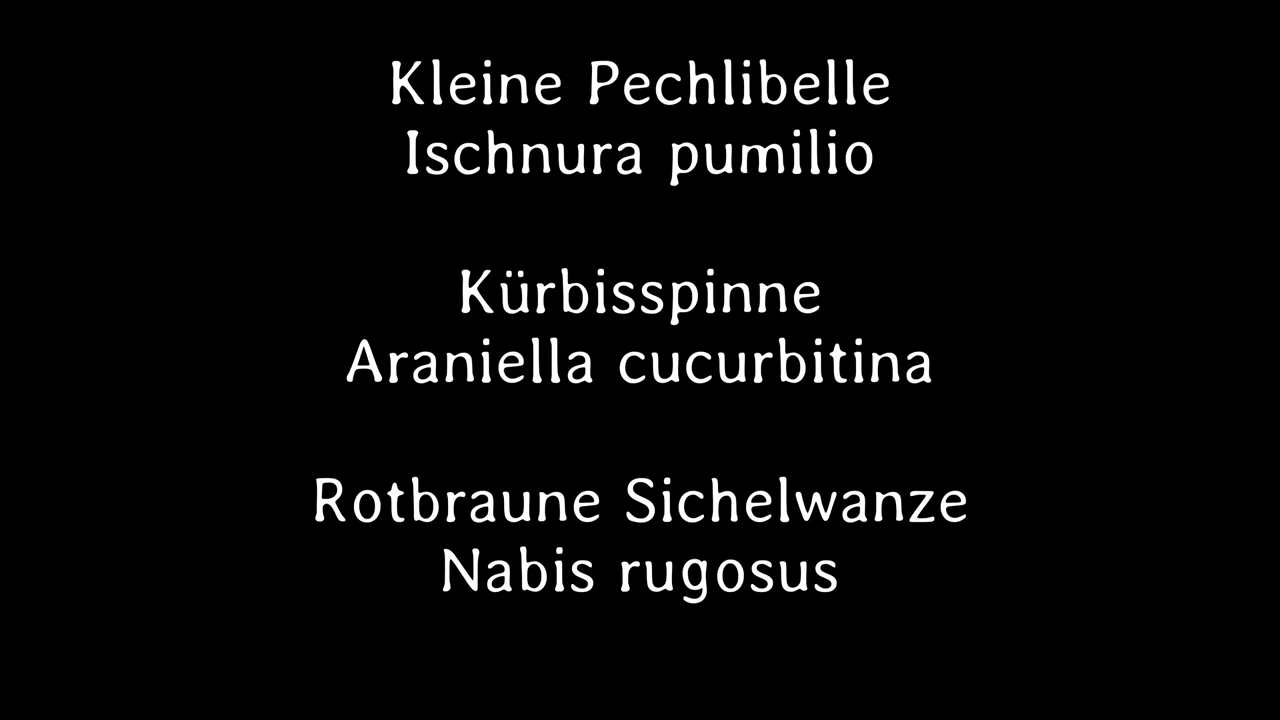 Kleine Pechlibelle
Ischnura pumilio
Kürbisspinne
Araniella cucurbitina
Rotbraune Sichelwanze
Nabis rugosus